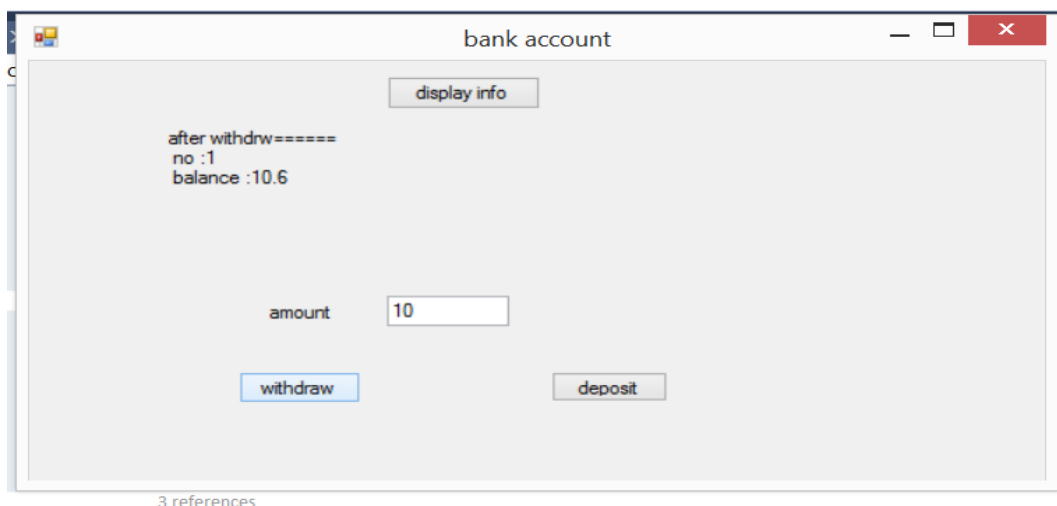 bank account
display info
after withdrw======
no :1
balance :10.6
amount
10
withdraw
deposit
3 references